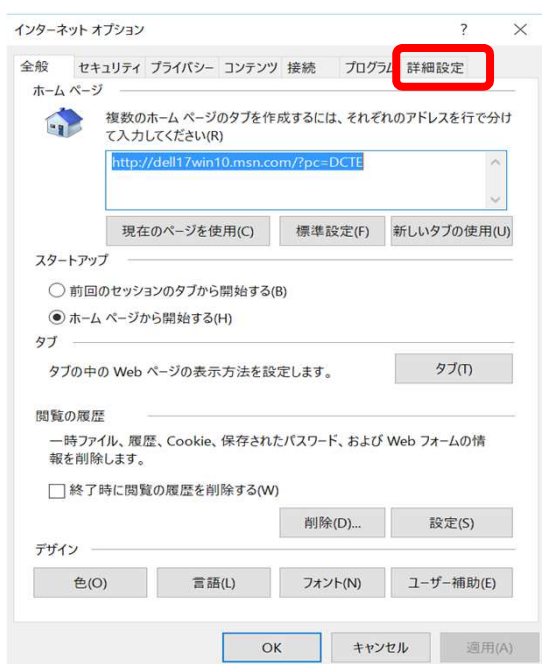 インターネット オプション ? ×
全般 セキュリティ プライバシー コンテンツ 接続 プログラム 詳細設定
ホーム ページ
複数のホーム ページのタブを作成するには、それぞれのアドレスを行で分け
て入力してください(R)
http://dell17win10.msn.com/?pc=DCTE
現在のページを使用(C) 標準設定(F) 新しいタブの使用(U)
スタートアップ
前回のセッションのタブから開始する(B)
ホーム ページから開始する(H)
タブ
タブの中の Web ページの表示方法を設定します。 タブ(T)
閲覧の履歴
一時ファイル、履歴、Cookie、保存されたパスワード、および Web フォームの情
報を削除します。
終了時に閲覧の履歴を削除する(W)
削除(D)... 設定(S)
デザイン
色(O) 言語(L) フォント(N) ユーザー補助(E)
OK キャンセル 適用(A)